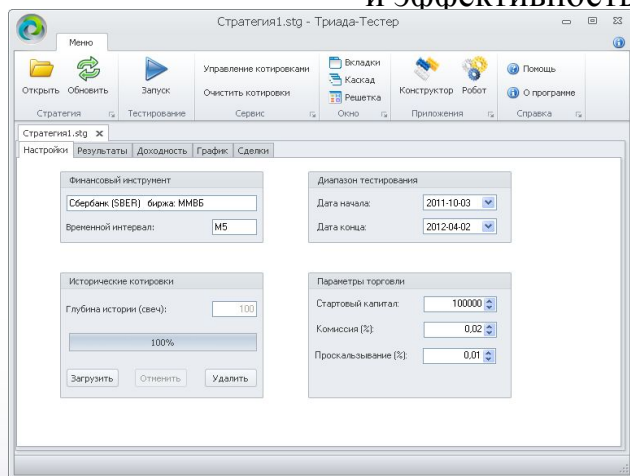 и эффективность
Стратегия1.stg - Триада-Тестер
Меню
Открыть Обновить Запуск Управление котировками Очистить котировки Вкладки Каскад Решетка Конструктор Робот Помощь О програмне
Стратегия Тестирование Сервис Окно Приложения Справка
Стратегия1.stg
Настройки Результаты Доходность График Сделки
Финансовый инструмент
Сбербанк (SBER) биржа: ММВБ
Временной интервал: M5
Диапазон тестирования
Дата начала: 2011-10-03
Дата конца: 2012-04-02
Исторические котировки
Глубина истории (свеч): 100
100%
Загрузить Отменить Удалить
Параметры торговли
Стартовый капитал: 100000
Комиссия (%): 0,02
Проскальзывание (%): 0,01